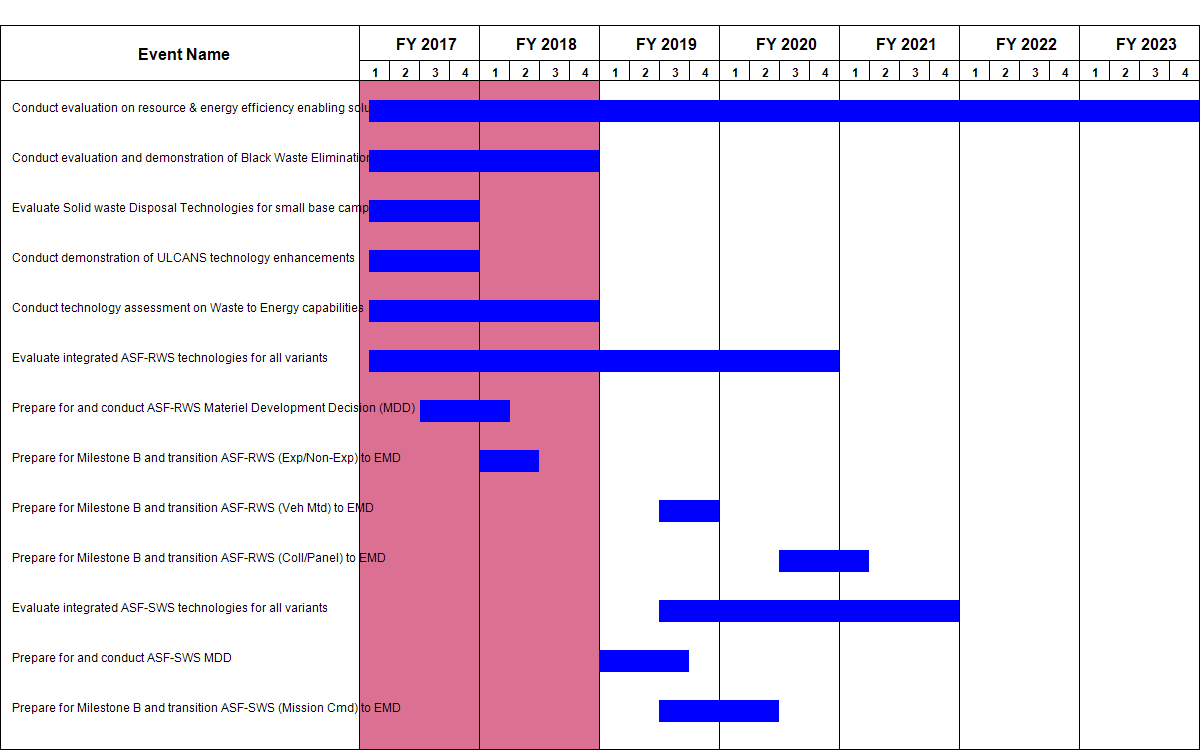 Event Name
FY 2017 FY 2018 FY 2019 FY 2020 FY 2021 FY 2022 FY 2023
1 2 3 4 1 2 3 4 1 2 3 4 1 2 3 4 1 2 3 4 1 2 3 4 1 2 3 4
Conduct evaluation on resource & energy efficiency enabling solu
Conduct evaluation and demonstration of Black Waste Elimination
Evaluate Solid waste Disposal Technologies for small base camp
Conduct demonstration of ULCANS technology enhancements
Conduct technology assessment on Waste to Energy capabilities
Evaluate integrated ASF-RWS technologies for all variants
Prepare for and conduct ASF-RWS Materiel Development Decision (MDD)
Prepare for Milestone B and transition ASF-RWS (Exp/Non-Exp) to EMD
Prepare for Milestone B and transition ASF-RWS (Veh Mtd) to EMD
Prepare for Milestone B and transition ASF-RWS (Coll/Panel) to EMD
Evaluate integrated ASF-SWS technologies for all variants
Prepare for and conduct ASF-SWS MDD
Prepare for Milestone B and transition ASF-SWS (Mission Cmd) to EMD